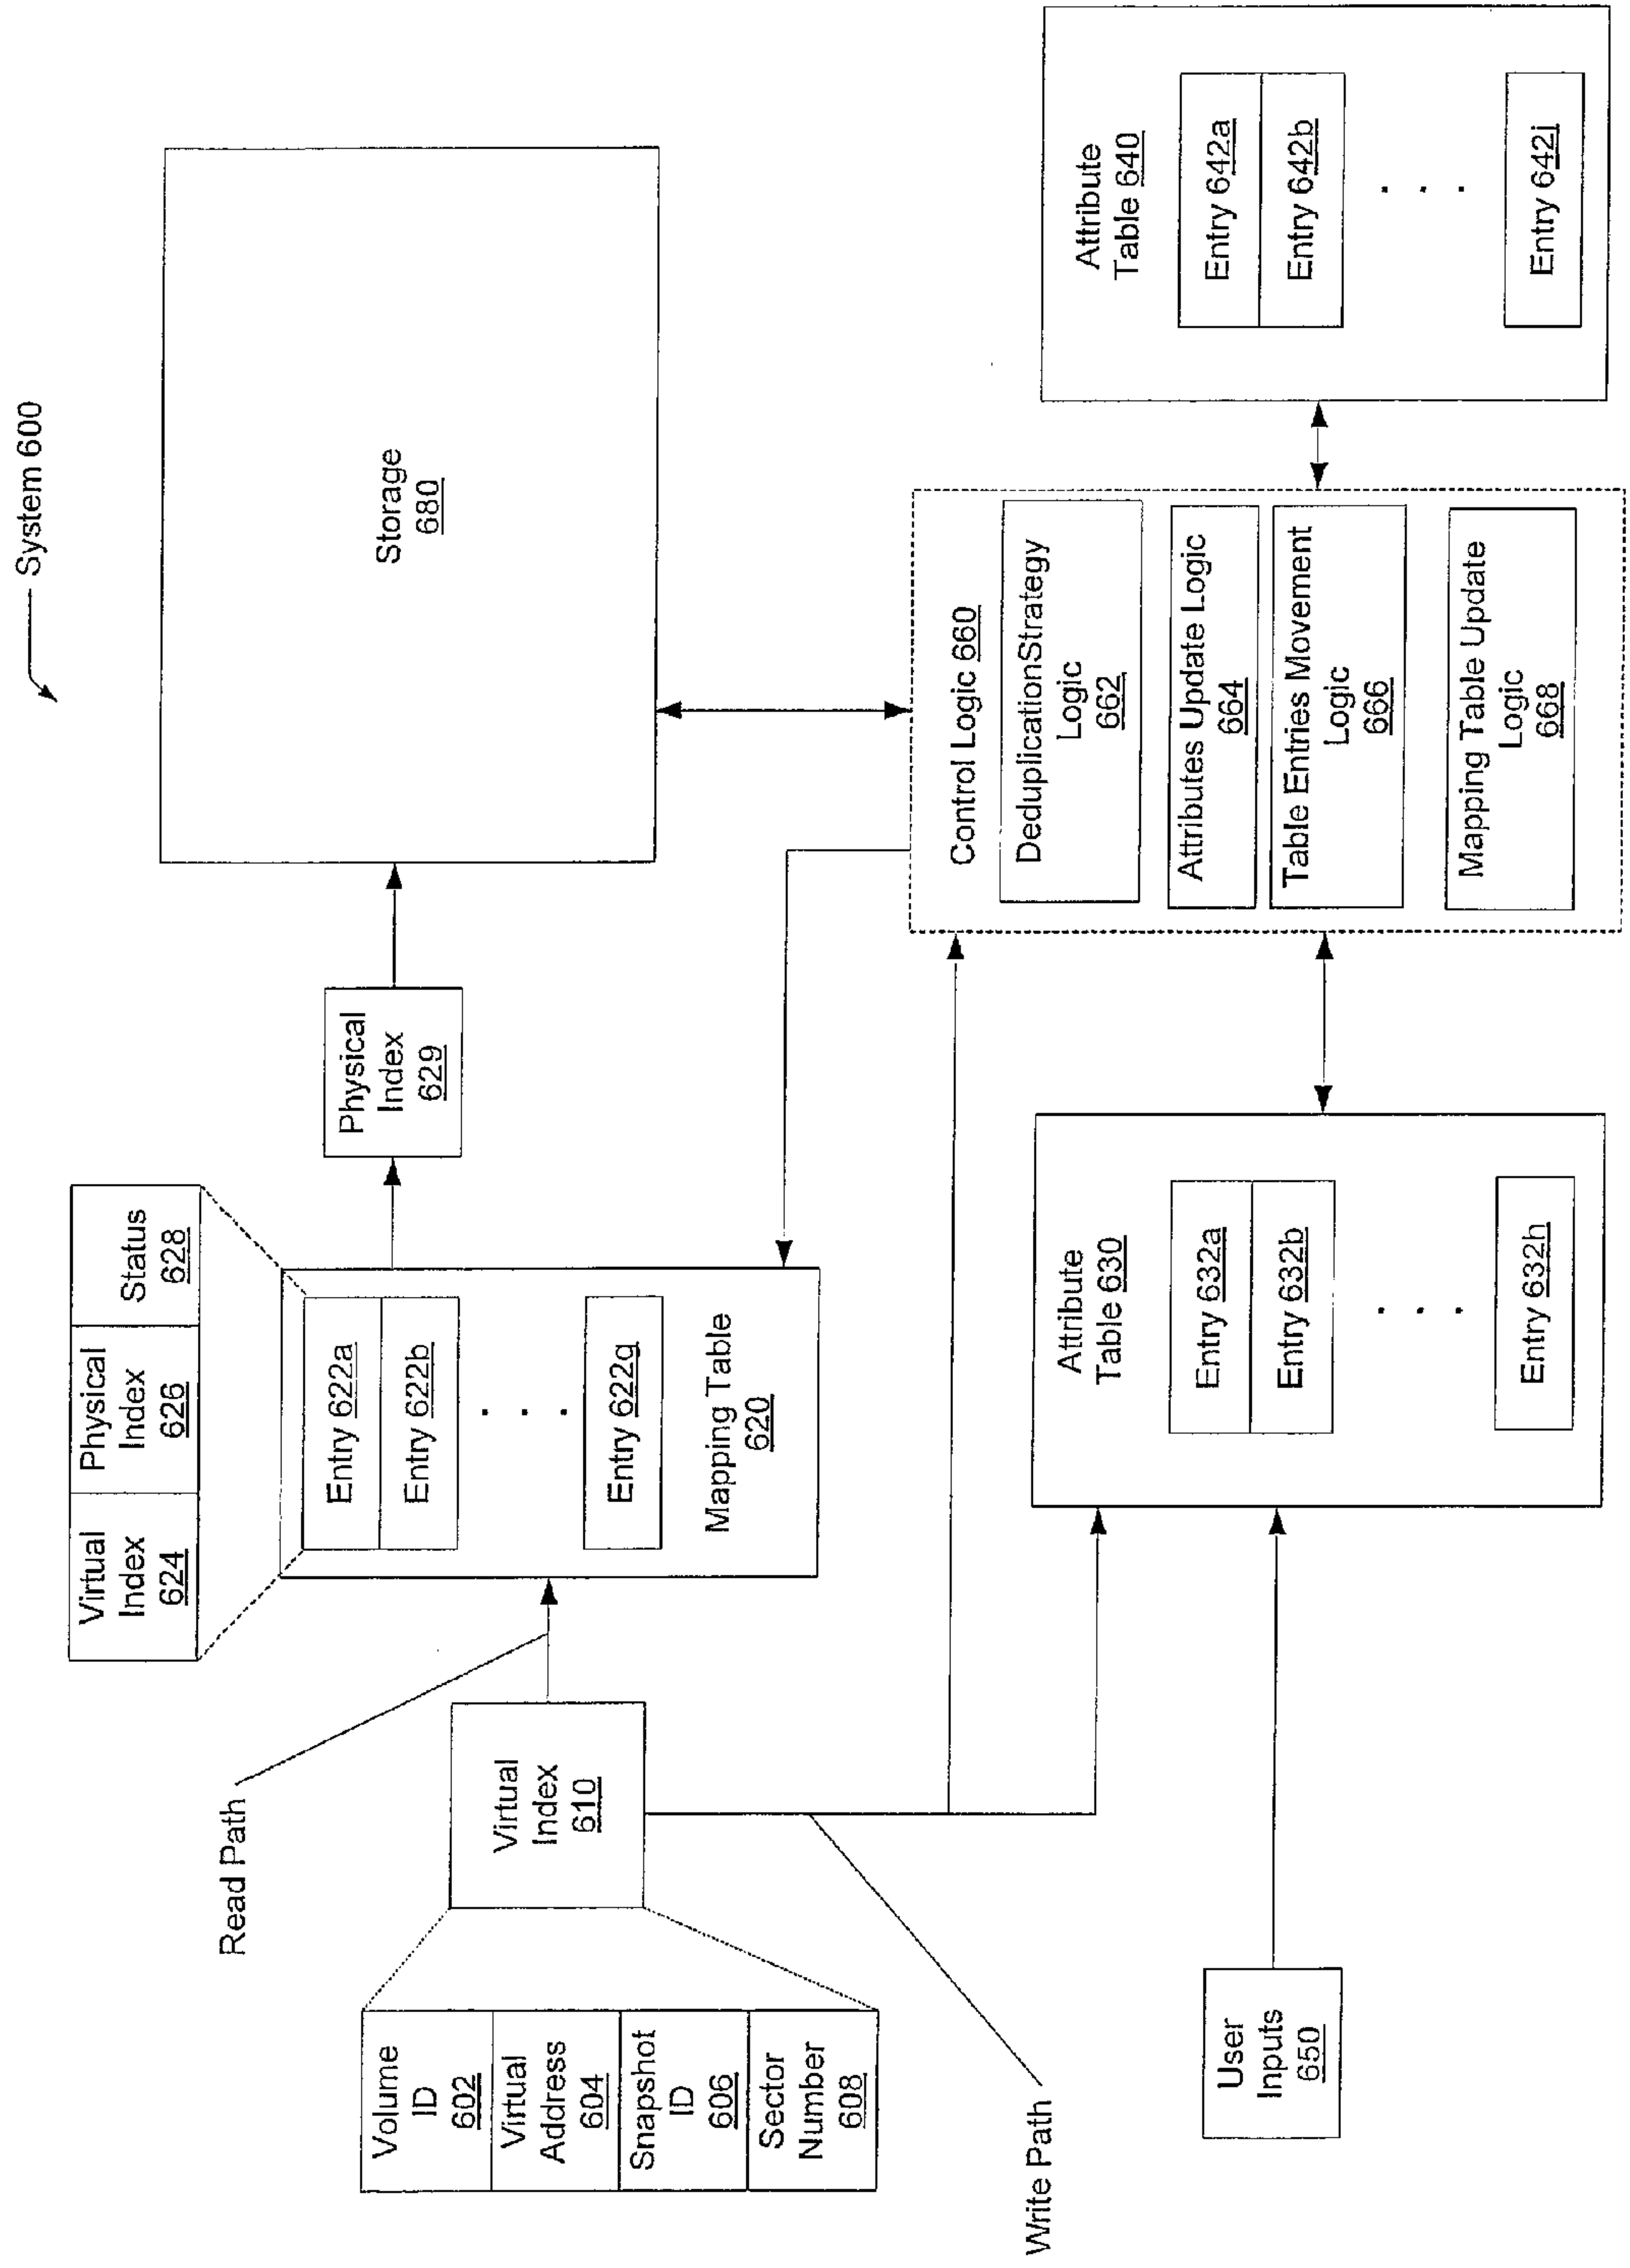 System 600
Virtual
Index
624
Physical
Index
626
Status
628
Read Path
Volume
ID
602
Virtual
Address
604
Snapshot
ID
606
Sector
Number
608
Virtual
Index
610
Entry 622a
Entry 622b
. . .
Entry 622g
Mapping Table
620
Physical
Index
629
Storage
680
Write Path
User
Inputs
650
Attribute
Table 630
Entry 632a
Entry 632b
. . .
Entry 632h
Control Logic 660
DeduplicationStrategy
Logic
662
Attributes Update Logic
664
Table Entries Movement
Logic
666
Mapping Table Update
Logic
668
Attribute
Table 640
Entry 642a
Entry 642b
. . .
Entry 642j